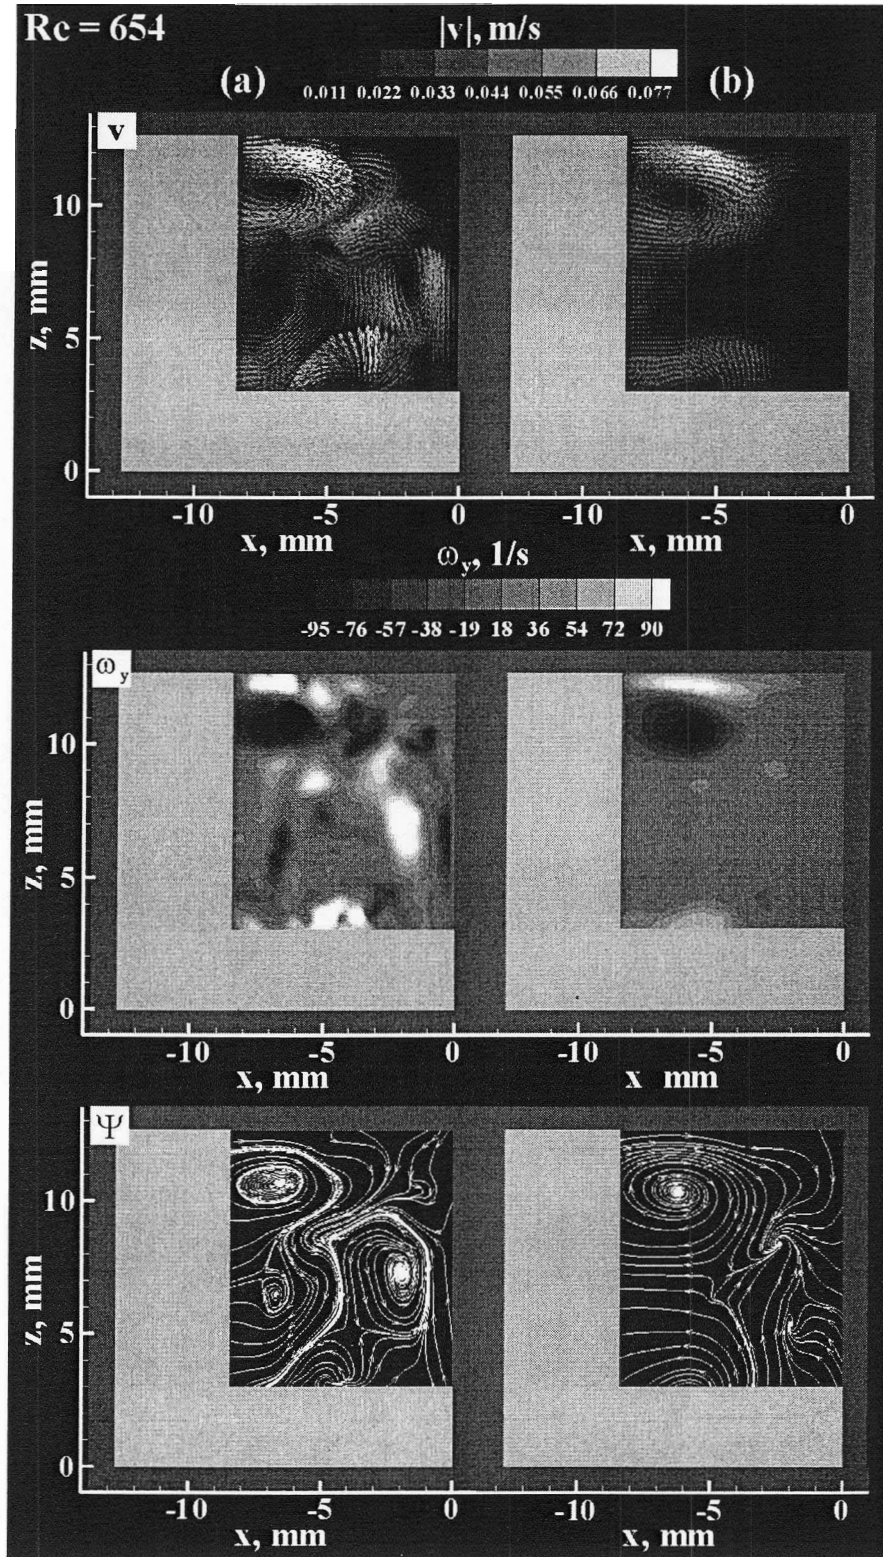 Re = 654
|v|, m/s
(a)
(b)
0.011 0.022 0.033 0.044 0.055 0.066 0.077
v
z, mm
10
5
0
-10 -5 0
-10 -5 0
x, mm
x, mm
ω_y, 1/s
-95 -76 -57 -38 -19 18 36 54 72 90
ω_y
z, mm
10
5
0
-10 -5 0
-10 -5 0
x, mm
x mm
Ψ
z, mm
10
5
0
-10 -5 0
-10 -5 0
x, mm
x, mm